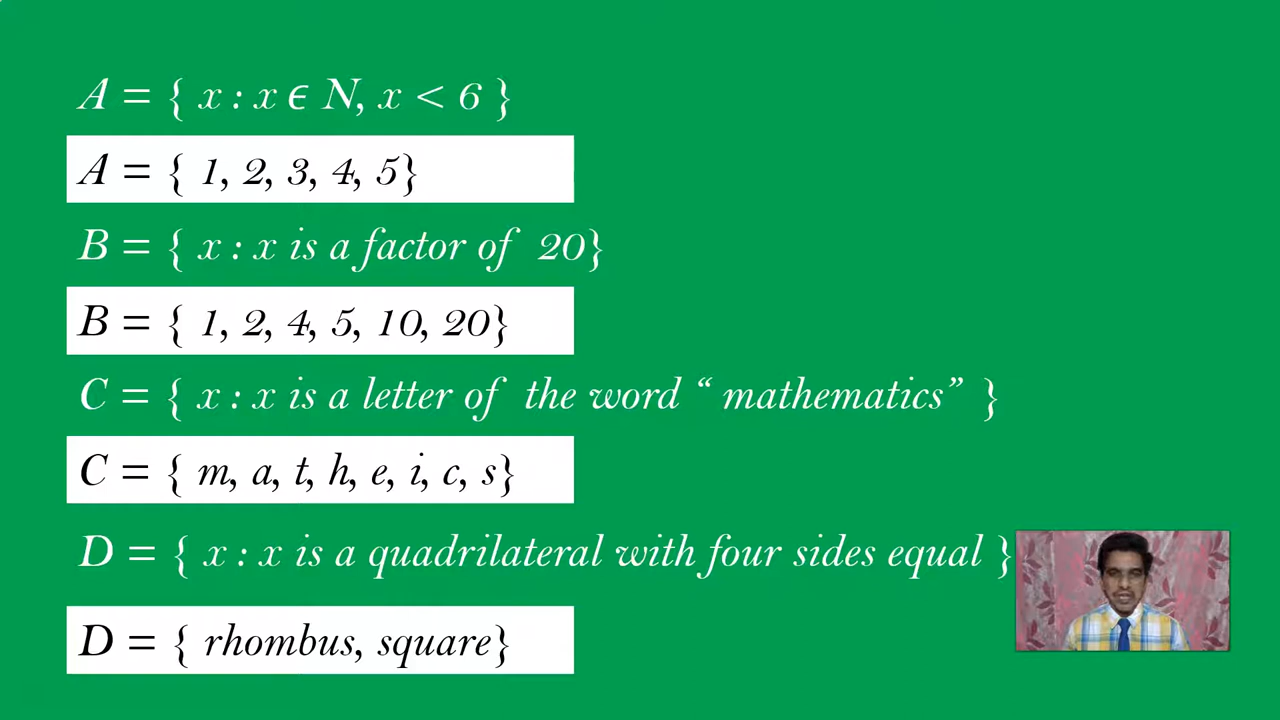 A = { x : x ϵ N, x < 6 }
A = { 1, 2, 3, 4, 5}
B = { x : x is a factor of 20}
B = { 1, 2, 4, 5, 10, 20}
C = { x : x is a letter of the word “ mathematics” }
C = { m, a, t, h, e, i, c, s}
D = { x : x is a quadrilateral with four sides equal }
D = { rhombus, square}